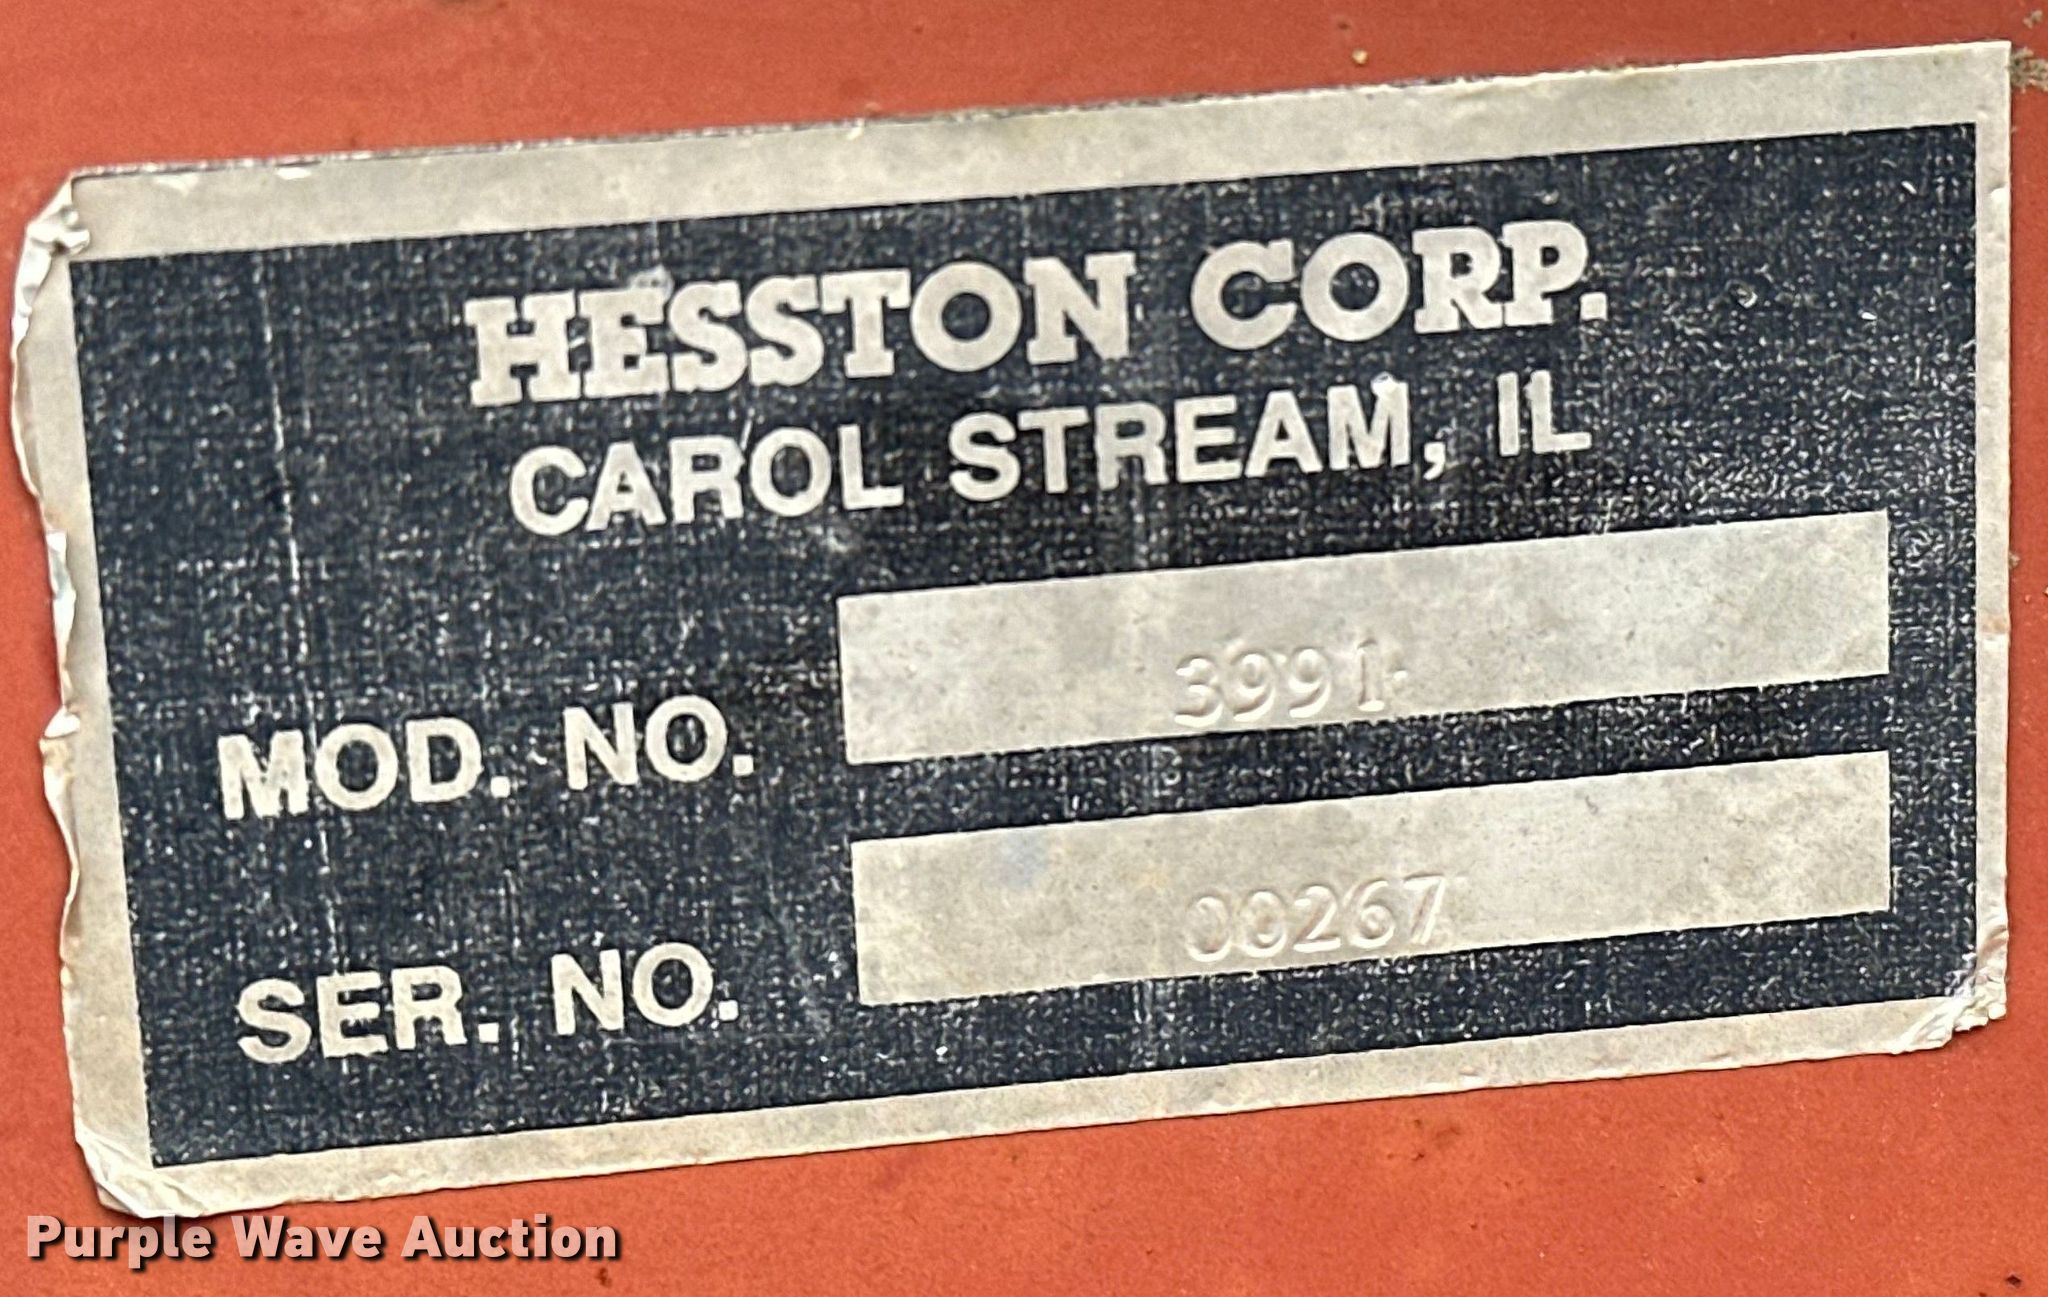 HESSTON CORP.
CAROL STREAM, IL
MOD. NO. 3991
SER. NO. 00267
Purple Wave Auction